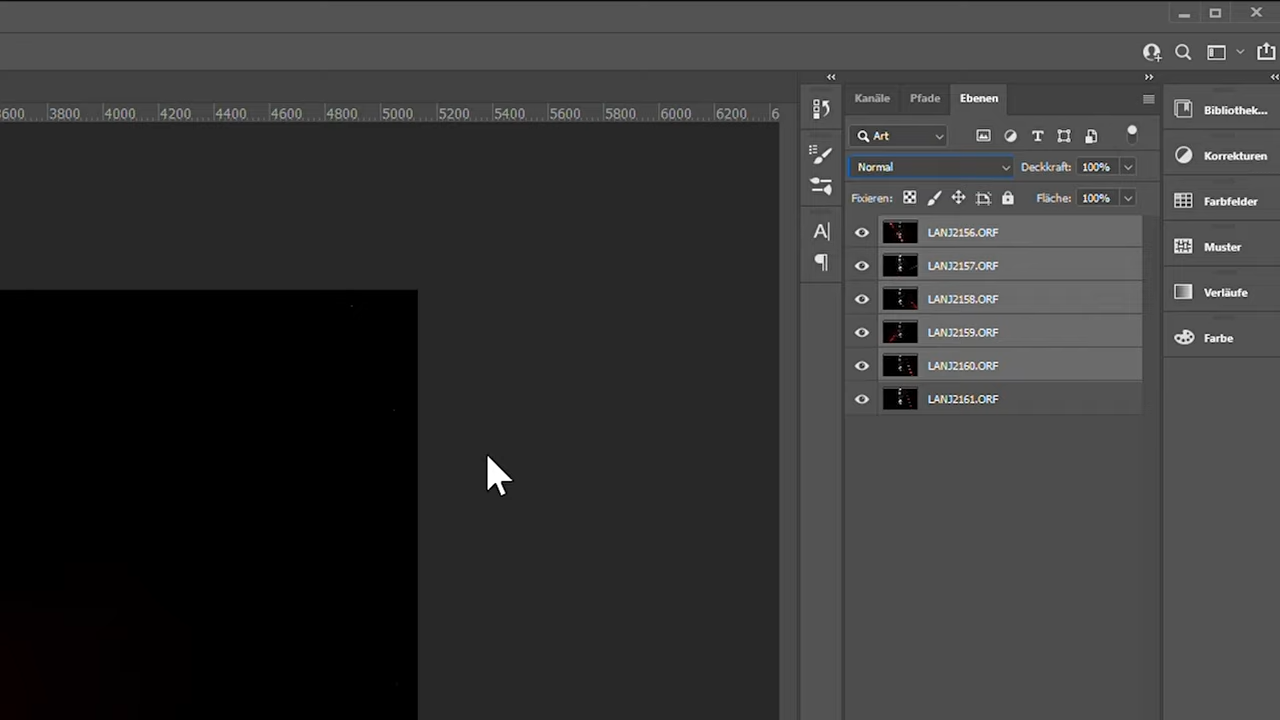 3600 3800 4000 4200 4400 4600 4800 5000 5200 5400 5600 5800 6000 6200 6
Kanäle Pfade Ebenen
Art
Normal Deckkraft: 100%
Fixieren: Fläche: 100%
LANJ2156.ORF
LANJ2157.ORF
LANJ2158.ORF
LANJ2159.ORF
LANJ2160.ORF
LANJ2161.ORF
Bibliothek...
Korrekturen
Farbfelder
Muster
Verläufe
Farbe